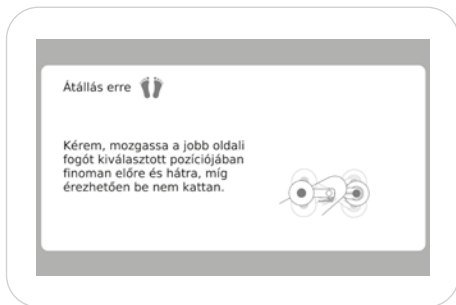 Átállás erre
Kérem, mozgassa a jobb oldali
fogót kiválasztott pozíciójában
finoman előre és hátra, míg
érezhetően be nem kattan.